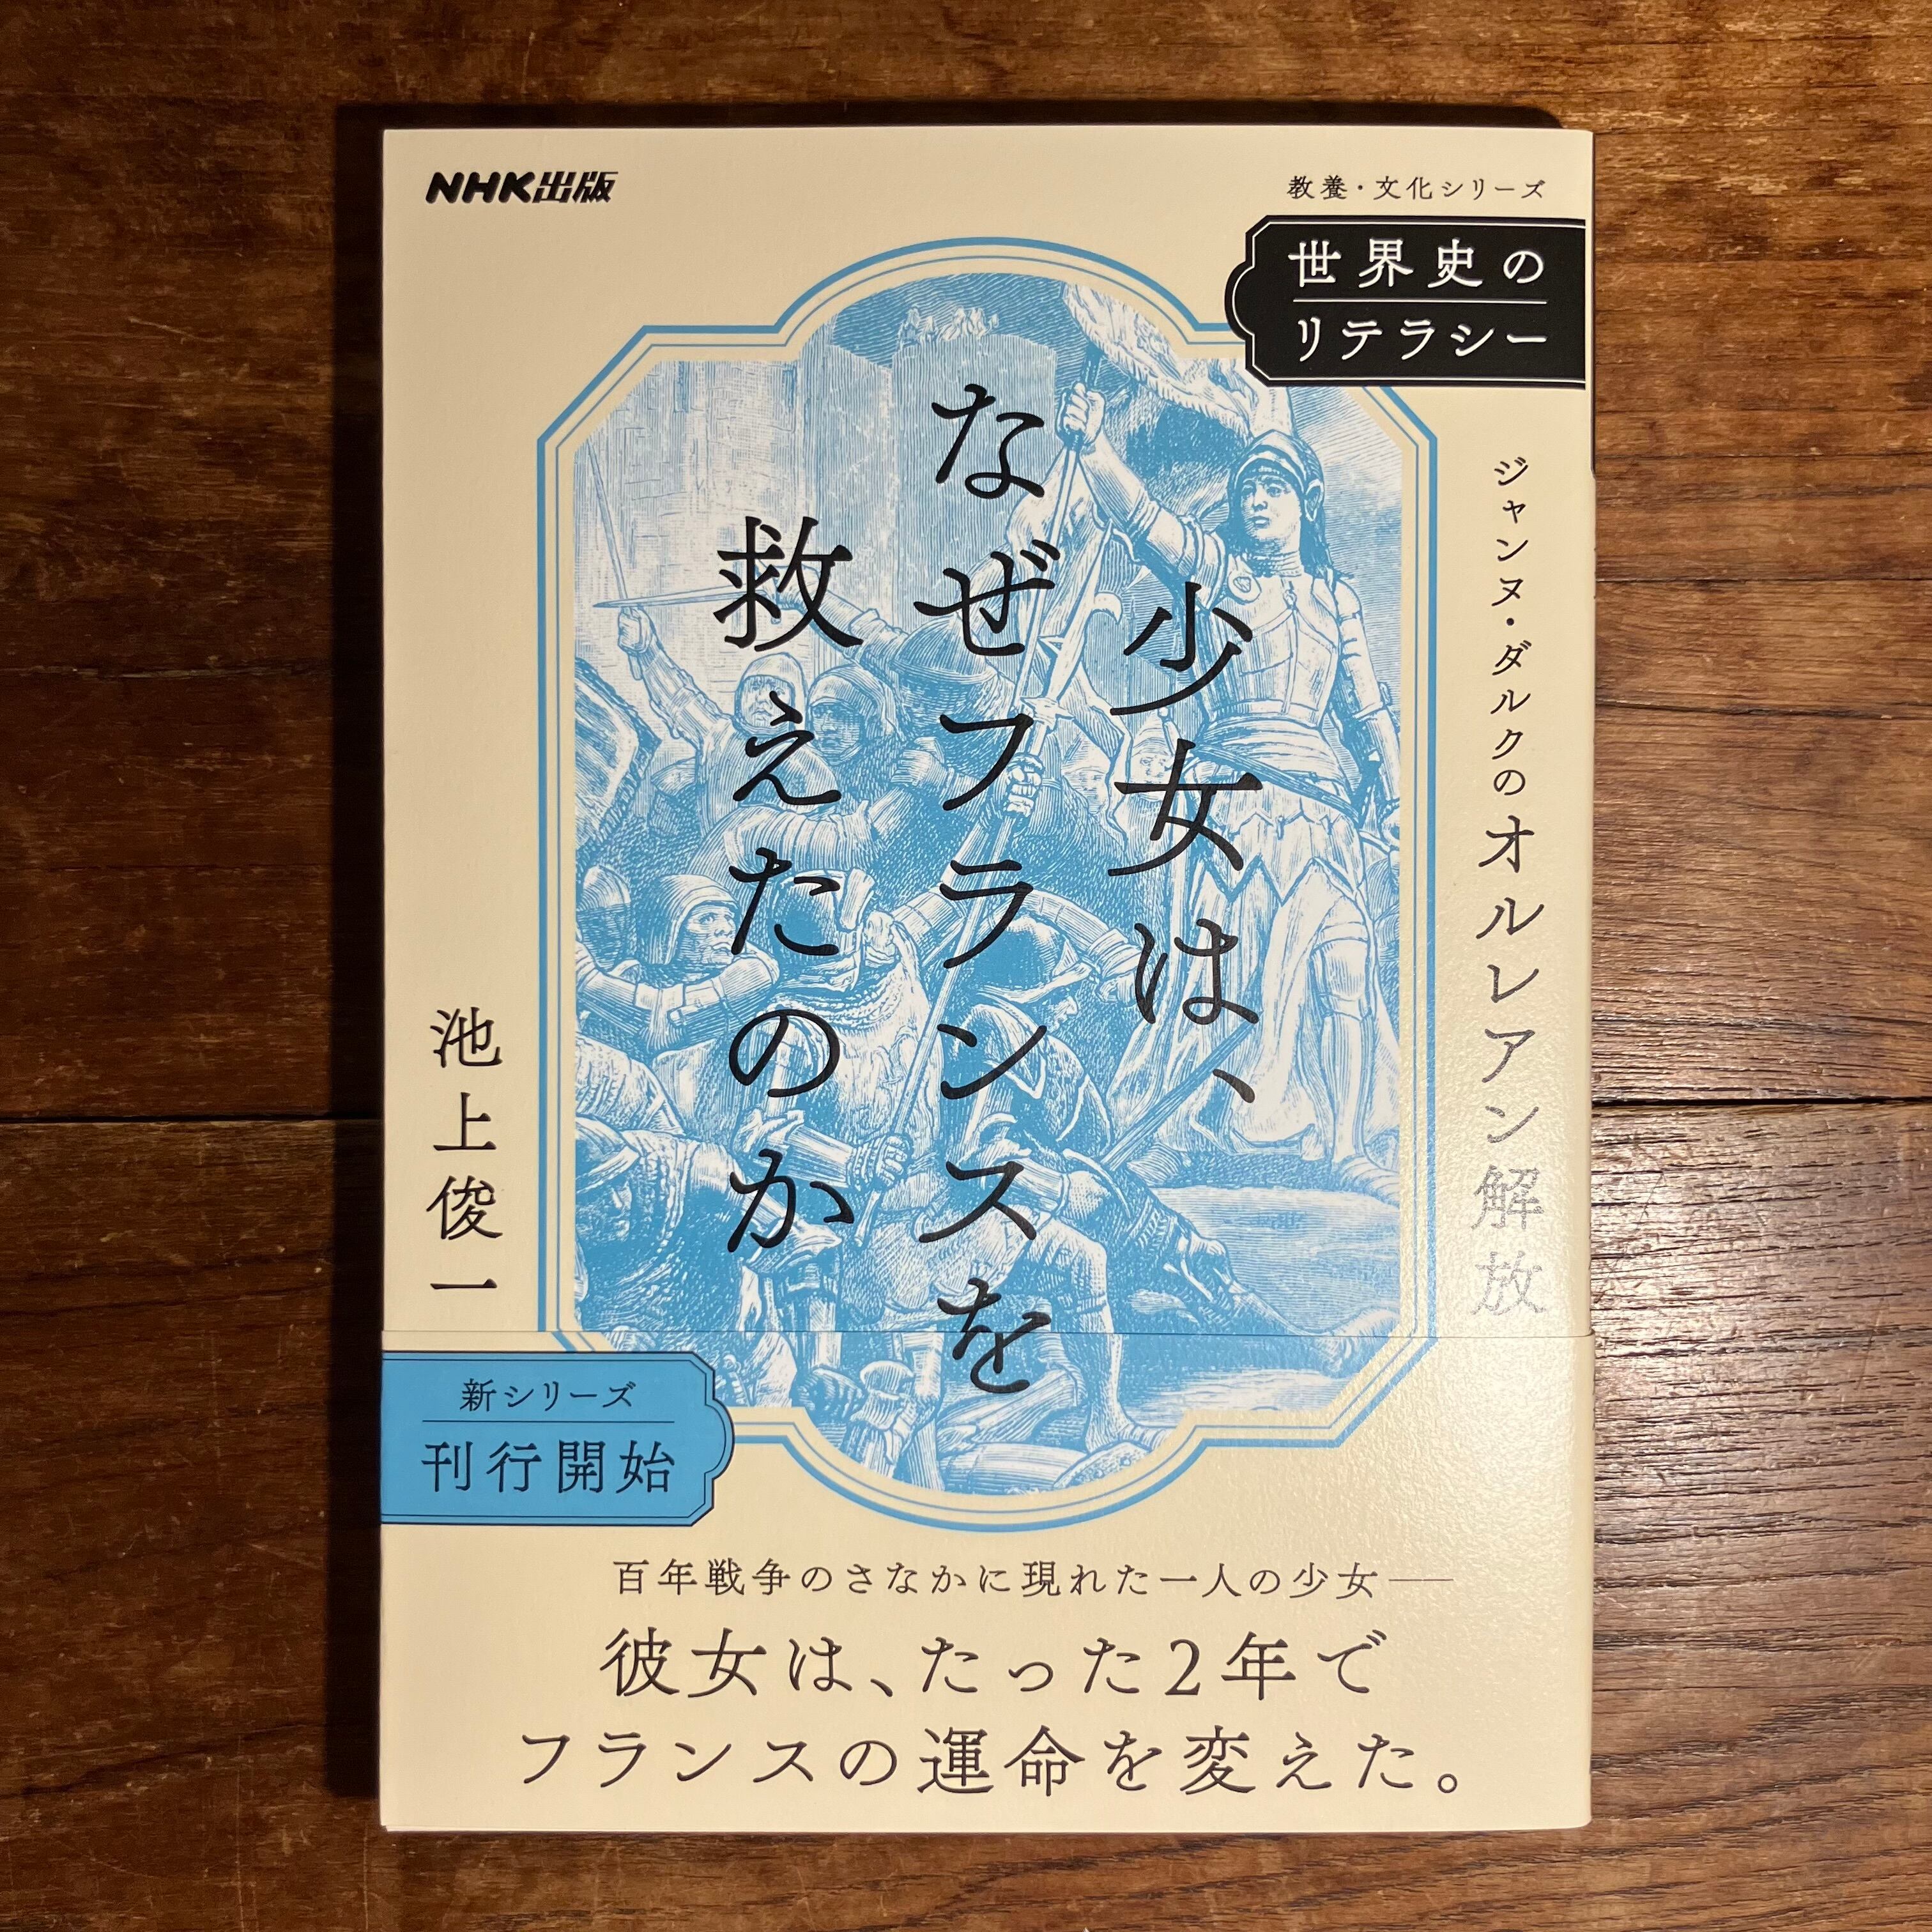 NHK出版
教養・文化シリーズ
世界史の
リテラシー
ジャンヌ・ダルクのオルレアン解放
少女は、
なぜフランスを
救えたのか
池上俊一
新シリーズ
刊行開始
百年戦争のさなかに現れた一人の少女──
彼女は、たった2年で
フランスの運命を変えた。